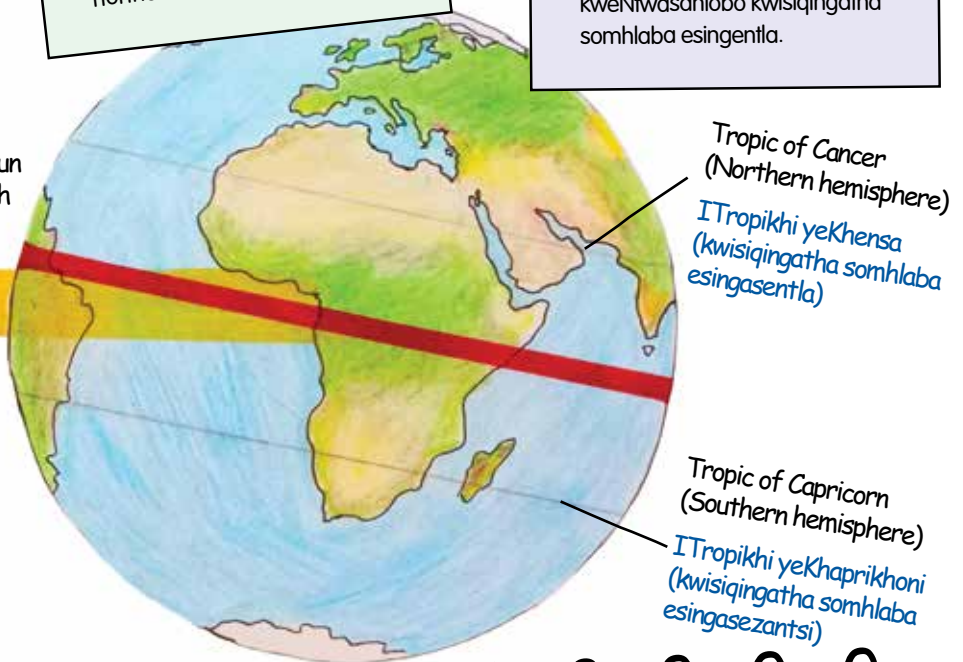 kweNtwasahlobo kwisiqingatha
somhlaba esingentla.
un
h
Tropic of Cancer
(Northern hemisphere)
ITropikhi yeKhensa
(kwisiqingatha somhlaba
esingasentla)
Tropic of Capricorn
(Southern hemisphere)
ITropikhi yeKhaprikhoni
(kwisiqingatha somhlaba
esingasezantsi)